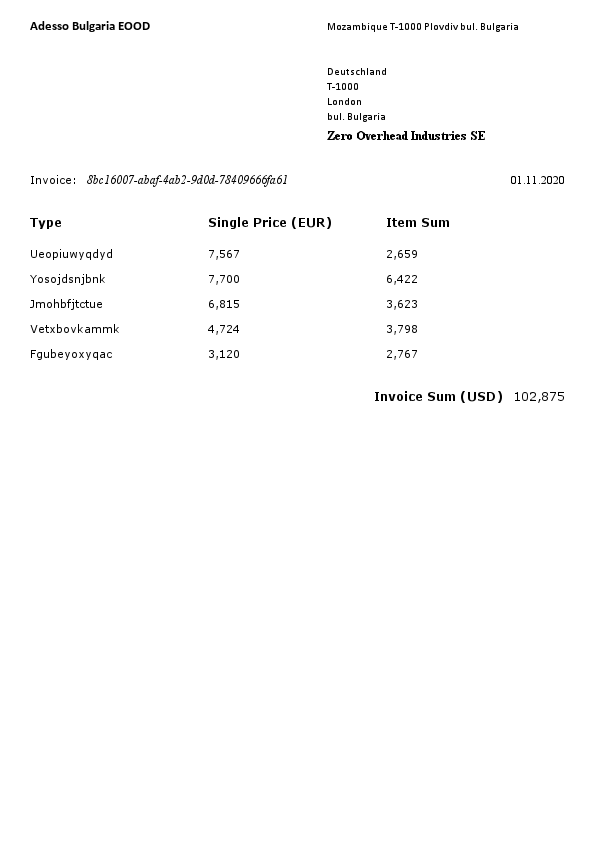 Adesso Bulgaria EOOD
Mozambique T-1000 Plovdiv bul. Bulgaria
Deutschland
T-1000
London
bul. Bulgaria
Zero Overhead Industries SE
Invoice: 8bc16007-abaf-4ab2-9d0d-78409666fa61 01.11.2020
Type Single Price (EUR) Item Sum
Ueopiuwyqdyd 7,567 2,659
Yosojdsnjbnk 7,700 6,422
Jmohbfjtctue 6,815 3,623
Vetxbovkammk 4,724 3,798
Fgubeyoxyqac 3,120 2,767
Invoice Sum (USD) 102,875